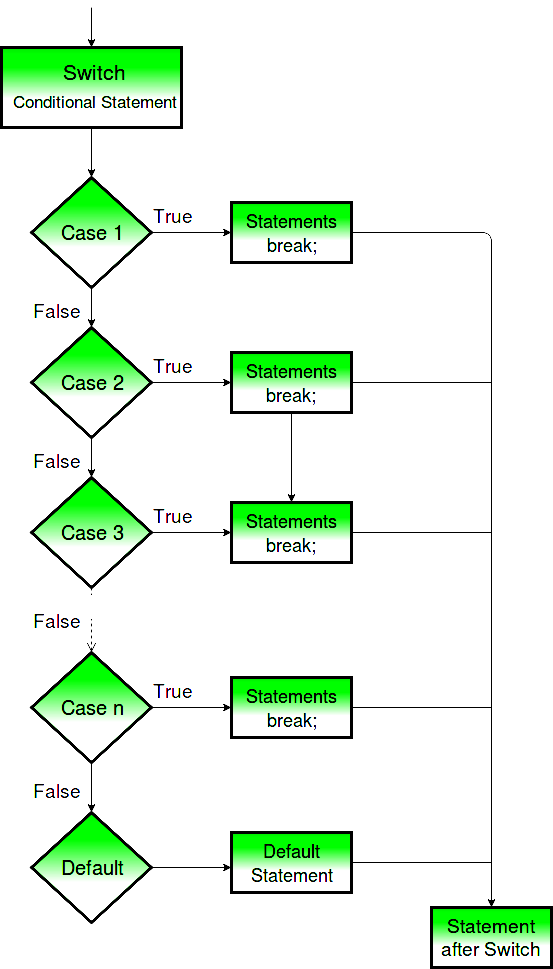 Switch
Conditional Statement
Case 1
True
Statements
break;
False
Case 2
True
Statements
break;
False
Case 3
True
Statements
break;
False
Case n
True
Statements
break;
False
Default
Default
Statement
Statement
after Switch